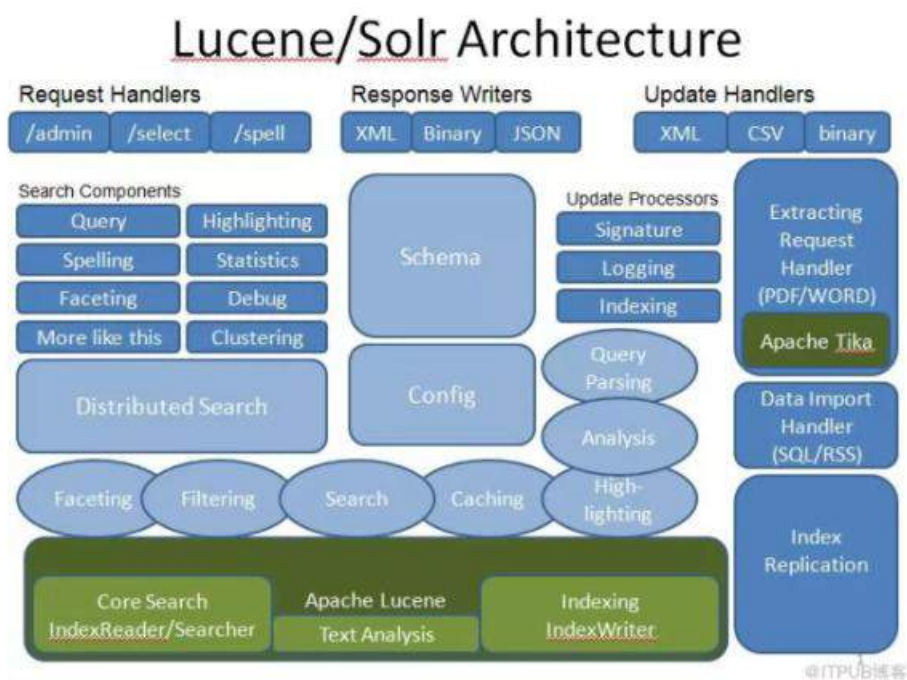 Lucene/Solr Architecture
Request Handlers
/admin
/select
/spell
Response Writers
XML
Binary
JSON
Update Handlers
XML
CSV
binary
Search Components
Query
Highlighting
Spelling
Statistics
Faceting
Debug
More like this
Clustering
Distributed Search
Schema
Config
Update Processors
Signature
Logging
Indexing
Query
Parsing
Analysis
High-
lighting
Extracting
Request
Handler
(PDF/WORD)
Apache Tika
Data Import
Handler
(SQL/RSS)
Index
Replication
Faceting
Filtering
Search
Caching
Core Search
IndexReader/Searcher
Apache Lucene
Text Analysis
Indexing
IndexWriter
1
@ITPUB博客